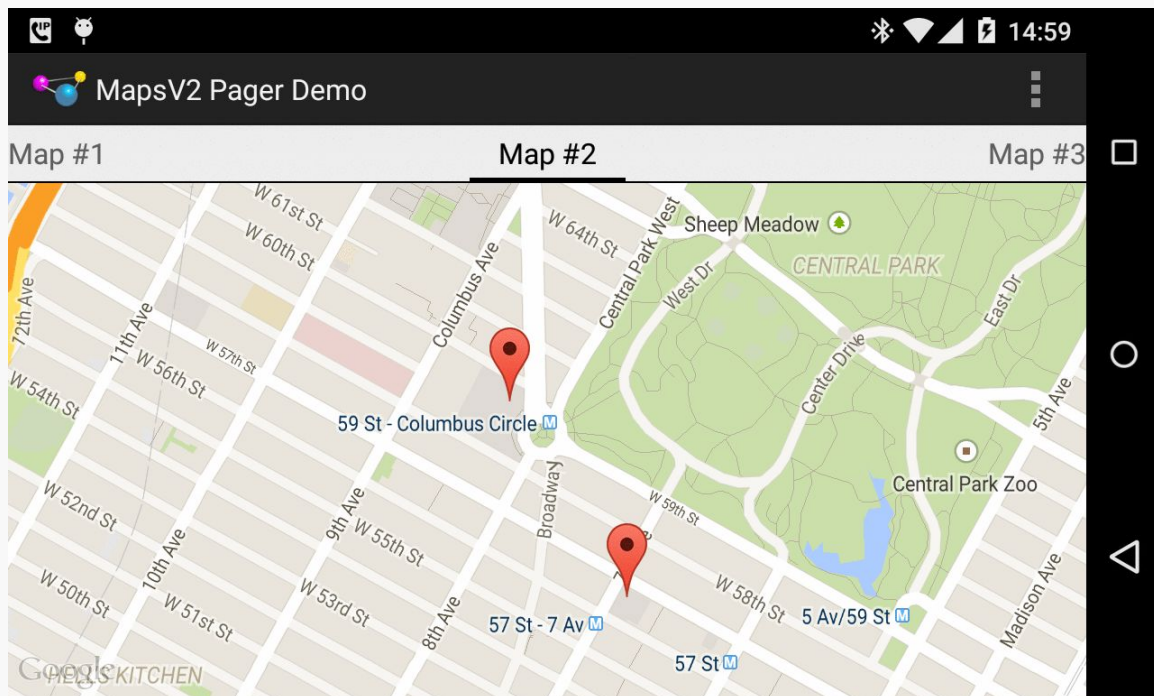 IP
14:59
MapsV2 Pager Demo
Map #1
Map #2
Map #3
W 61st St
W 60th St
W 64th St
Central Park West
Sheep Meadow
CENTRAL PARK
West Dr
East Dr
12th Ave
11th Ave
Columbus Ave
W 57th St
W 56th St
W 54th St
Center Drive
5th Ave
59 St - Columbus Circle M
Central Park Zoo
W 52nd St
9th Ave
Broadway
W 59th St
W 55th St
10th Ave
W 50th St
W 51st St
W 53rd St
8th Ave
W 58th St
Madison Ave
57 St - 7 Av M
5 Av/59 St M
57 St M
Google
HELL'S KITCHEN